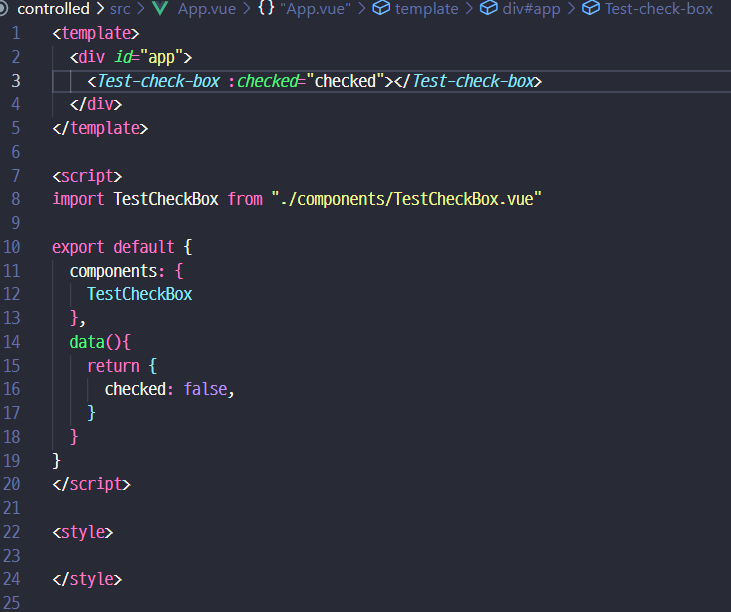 controlled > src > App.vue > {} "App.vue" > template > div#app > Test-check-box
1 <template>
2 <div id="app">
3 <Test-check-box :checked="checked"></Test-check-box>
4 </div>
5 </template>
6
7 <script>
8 import TestCheckBox from "./components/TestCheckBox.vue"
9
10 export default {
11 components: {
12 TestCheckBox
13 },
14 data(){
15 return {
16 checked: false,
17 }
18 }
19 }
20 </script>
21
22 <style>
23
24 </style>
25